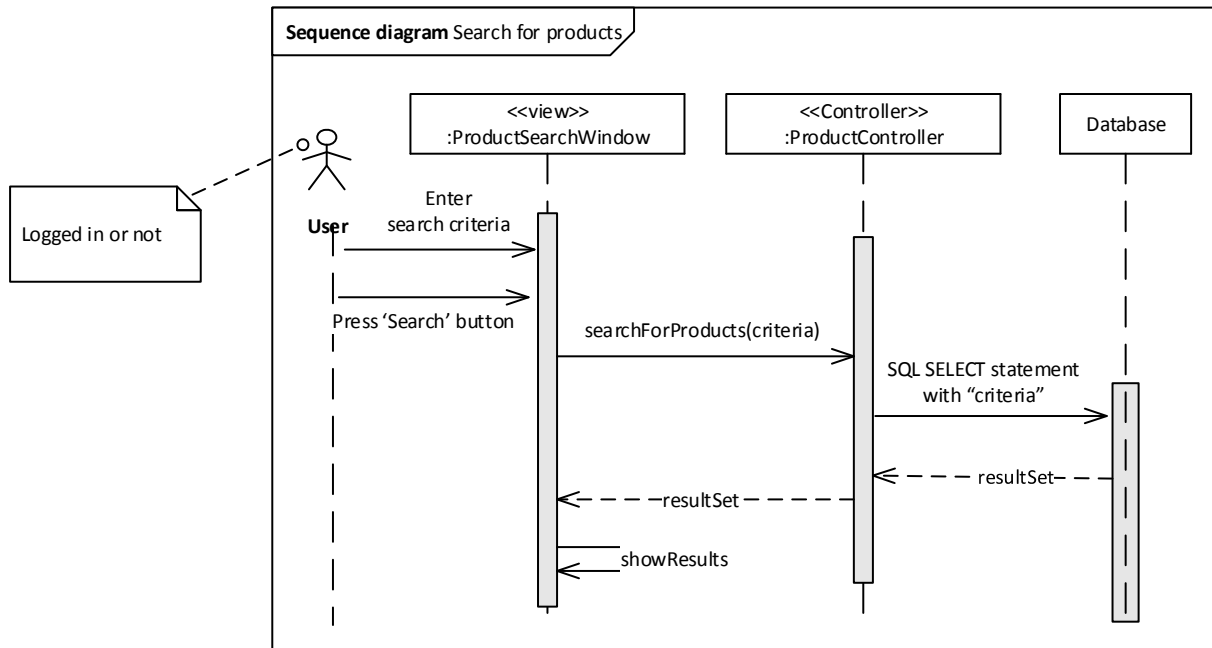 Sequence diagram Search for products
<<view>>
:ProductSearchWindow
<<Controller>>
:ProductController
Database
Logged in or not
User
Enter
search criteria
Press ‘Search’ button
searchForProducts(criteria)
SQL SELECT statement
with “criteria”
resultSet
resultSet
showResults